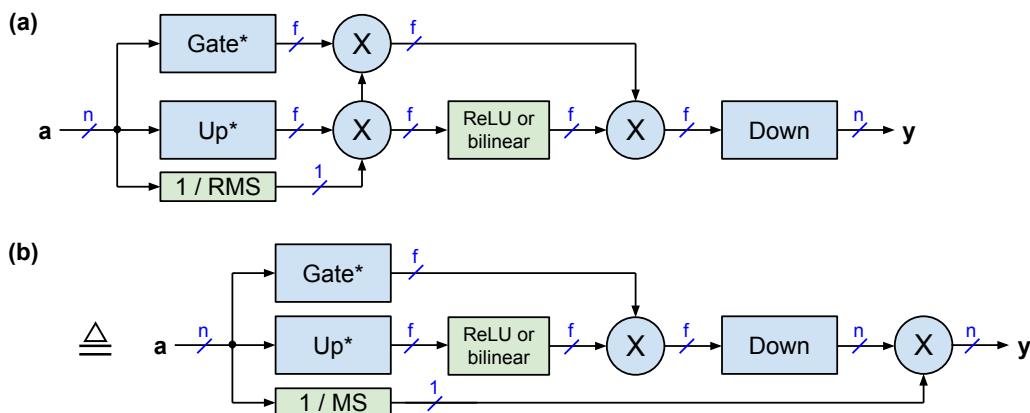 (a)
Gate*
f
X
f
a
n
Up*
f
X
f
ReLU or
bilinear
f
X
f
Down
n
y
1 / RMS
1
(b)
Gate*
f
≜
a
n
Up*
f
ReLU or
bilinear
f
X
f
Down
n
X
n
y
1 / MS
1